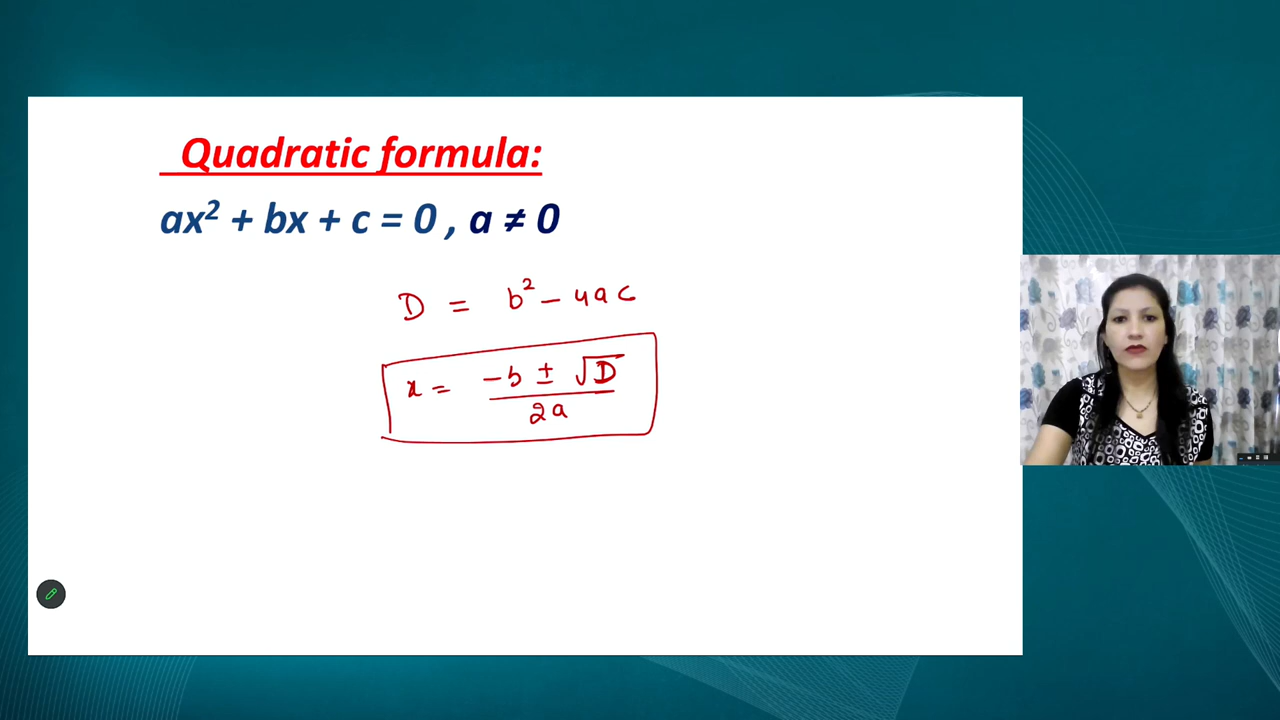 Quadratic formula:
ax² + bx + c = 0 , a ≠ 0
D = b² - 4ac
x = (-b ± √D) / 2a